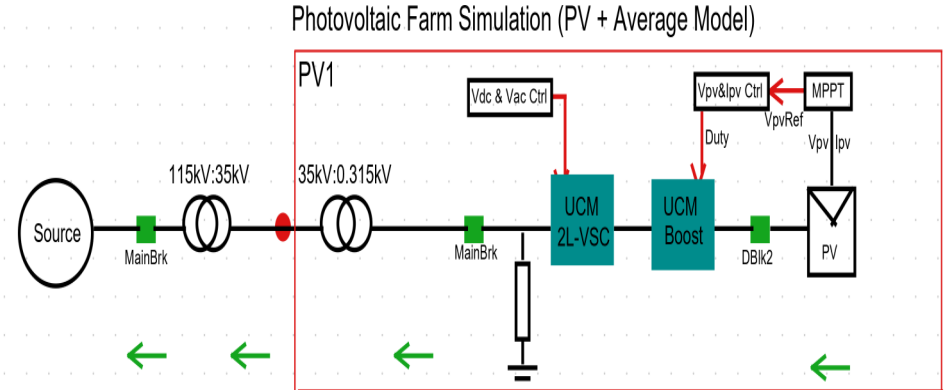 Photovoltaic Farm Simulation (PV + Average Model)
PV1
Vdc & Vac Ctrl
Vpv&Ipv Ctrl
MPPT
VpvRef
Duty
Vpv
Ipv
115kV:35kV
35kV:0.315kV
Source
MainBrk
MainBrk
UCM
2L-VSC
UCM
Boost
DBlk2
PV